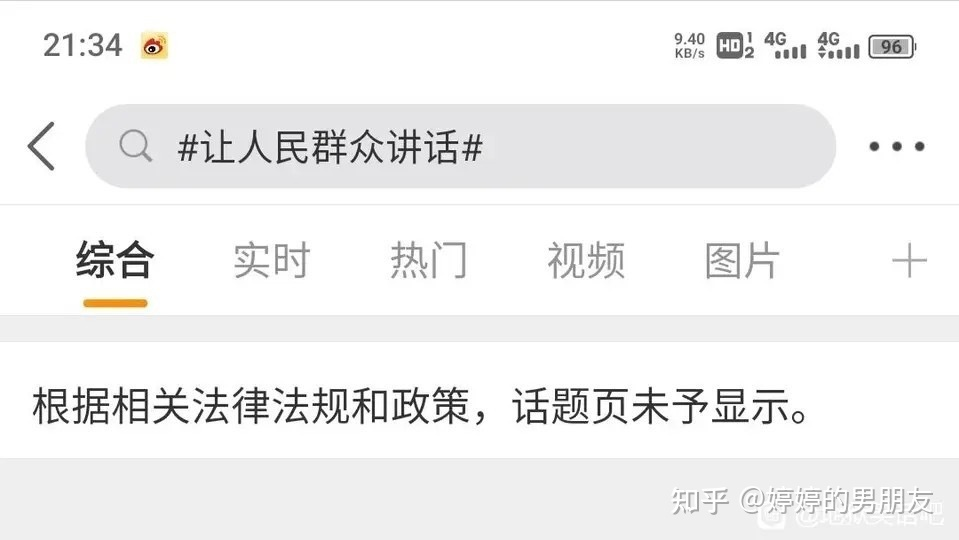 21:34
9.40 KB/s HD 1 2 4G 4G 96
#让人民群众讲话#
综合 实时 热门 视频 图片
根据相关法律法规和政策，话题页未予显示。
知乎 @婷婷的男朋友